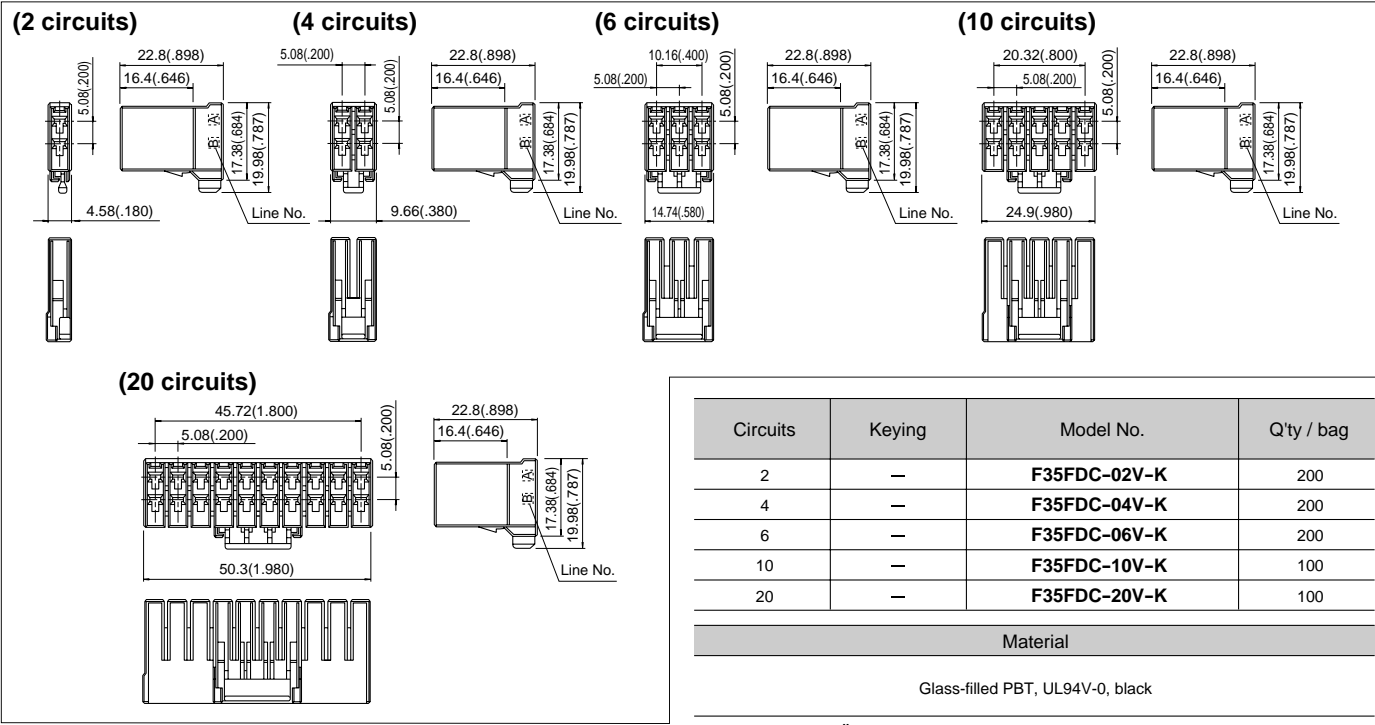 (2 circuits) (4 circuits) (6 circuits) (10 circuits)
22.8(.898)
16.4(.646)
5.08(.200)
A
B
17.38(.684)
19.98(.787)
4.58(.180)
Line No.
5.08(.200)
22.8(.898)
16.4(.646)
5.08(.200)
A
B
17.38(.684)
19.98(.787)
9.66(.380)
Line No.
10.16(.400)
5.08(.200)
5.08(.200)
22.8(.898)
16.4(.646)
A
B
17.38(.684)
19.98(.787)
14.74(.580)
Line No.
20.32(.800)
5.08(.200)
5.08(.200)
22.8(.898)
16.4(.646)
A
B
17.38(.684)
19.98(.787)
24.9(.980)
Line No.
(20 circuits)
45.72(1.800)
5.08(.200)
5.08(.200)
22.8(.898)
16.4(.646)
A
B
17.38(.684)
19.98(.787)
50.3(1.980)
Line No.
Circuits Keying Model No. Q'ty / bag
2 — F35FDC-02V-K 200
4 — F35FDC-04V-K 200
6 — F35FDC-06V-K 200
10 — F35FDC-10V-K 100
20 — F35FDC-20V-K 100
Material
Glass-filled PBT, UL94V-0, black